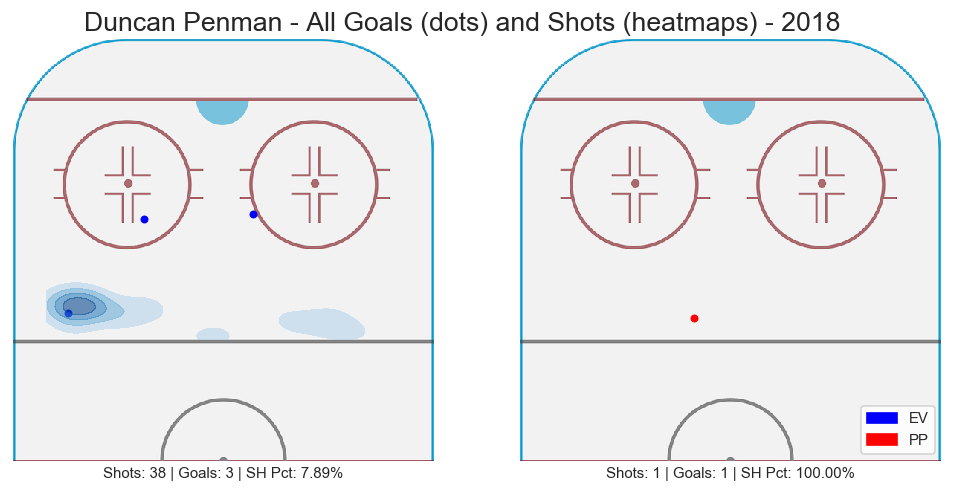 Duncan Penman - All Goals (dots) and Shots (heatmaps) - 2018
EV
PP
Shots: 38 | Goals: 3 | SH Pct: 7.89%
Shots: 1 | Goals: 1 | SH Pct: 100.00%